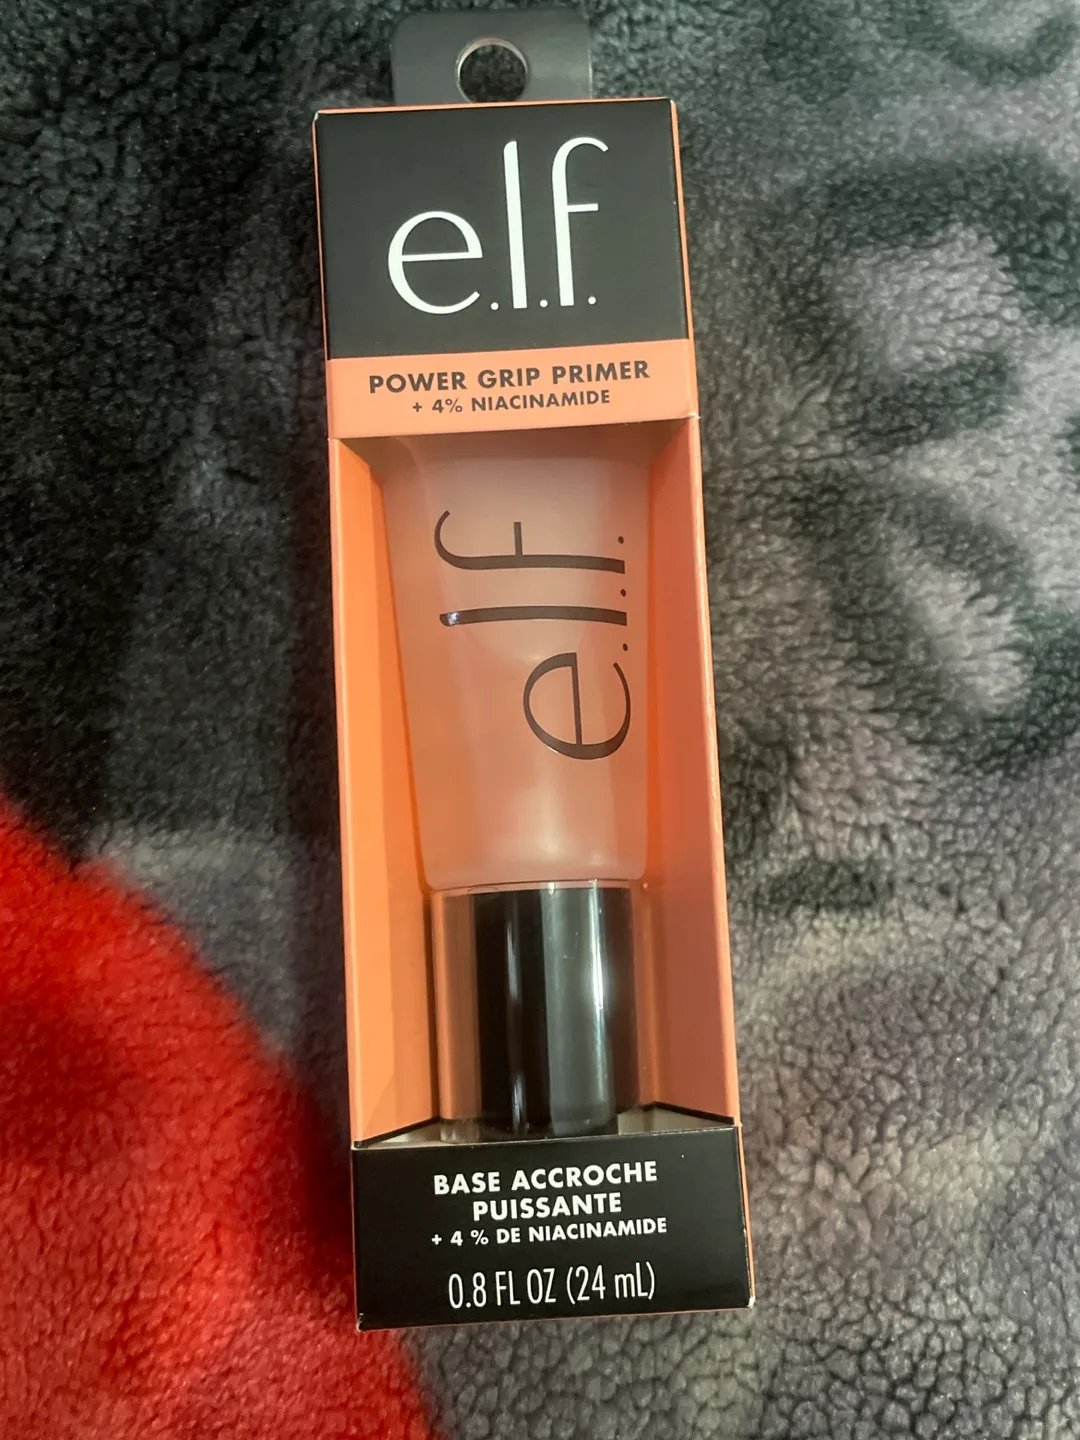 e.l.f.
POWER GRIP PRIMER
+ 4% NIACINAMIDE
e.l.f.
BASE ACCROCHE
PUISSANTE
+ 4 % DE NIACINAMIDE
0.8 FL OZ (24 mL)